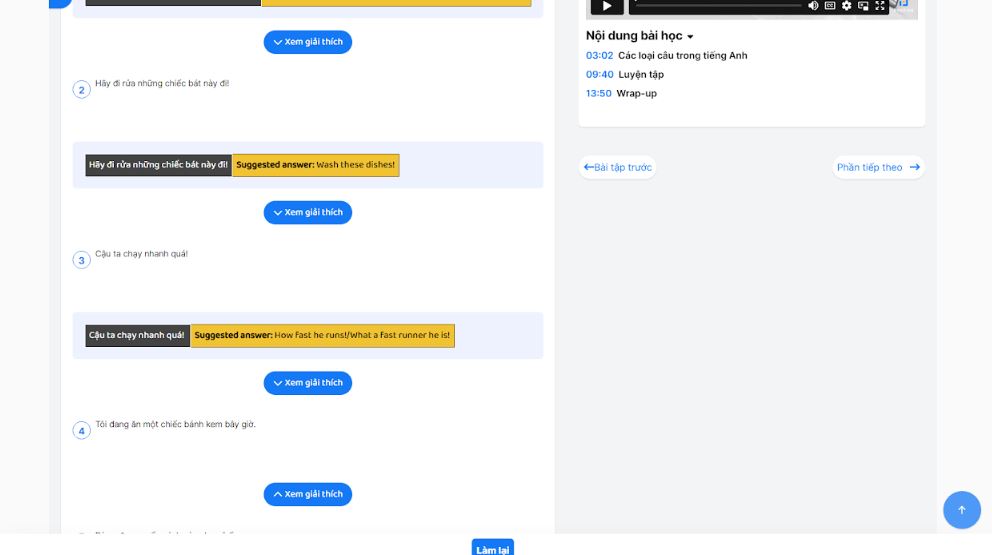 Xem giải thích
2
Hãy đi rửa những chiếc bát này đi!
Hãy đi rửa những chiếc bát này đi! Suggested answer: Wash these dishes!
Xem giải thích
3
Cậu ta chạy nhanh quá!
Cậu ta chạy nhanh quá! Suggested answer: How fast he runs!/What a fast runner he is!
Xem giải thích
4
Tôi đang ăn một chiếc bánh kem bây giờ.
Xem giải thích
Làm lại
Nội dung bài học
03:02 Các loại câu trong tiếng Anh
09:40 Luyện tập
13:50 Wrap-up
Bài tập trước
Phần tiếp theo